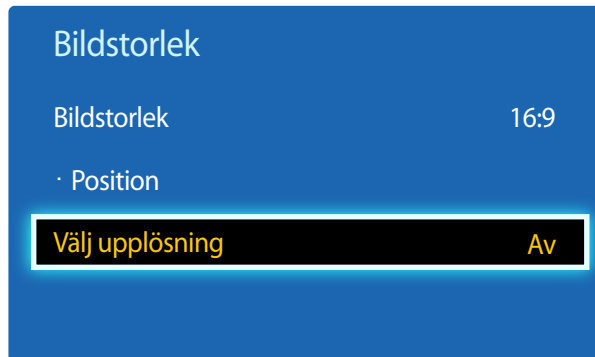 Bildstorlek
Bildstorlek 16:9
· Position
Välj upplösning Av